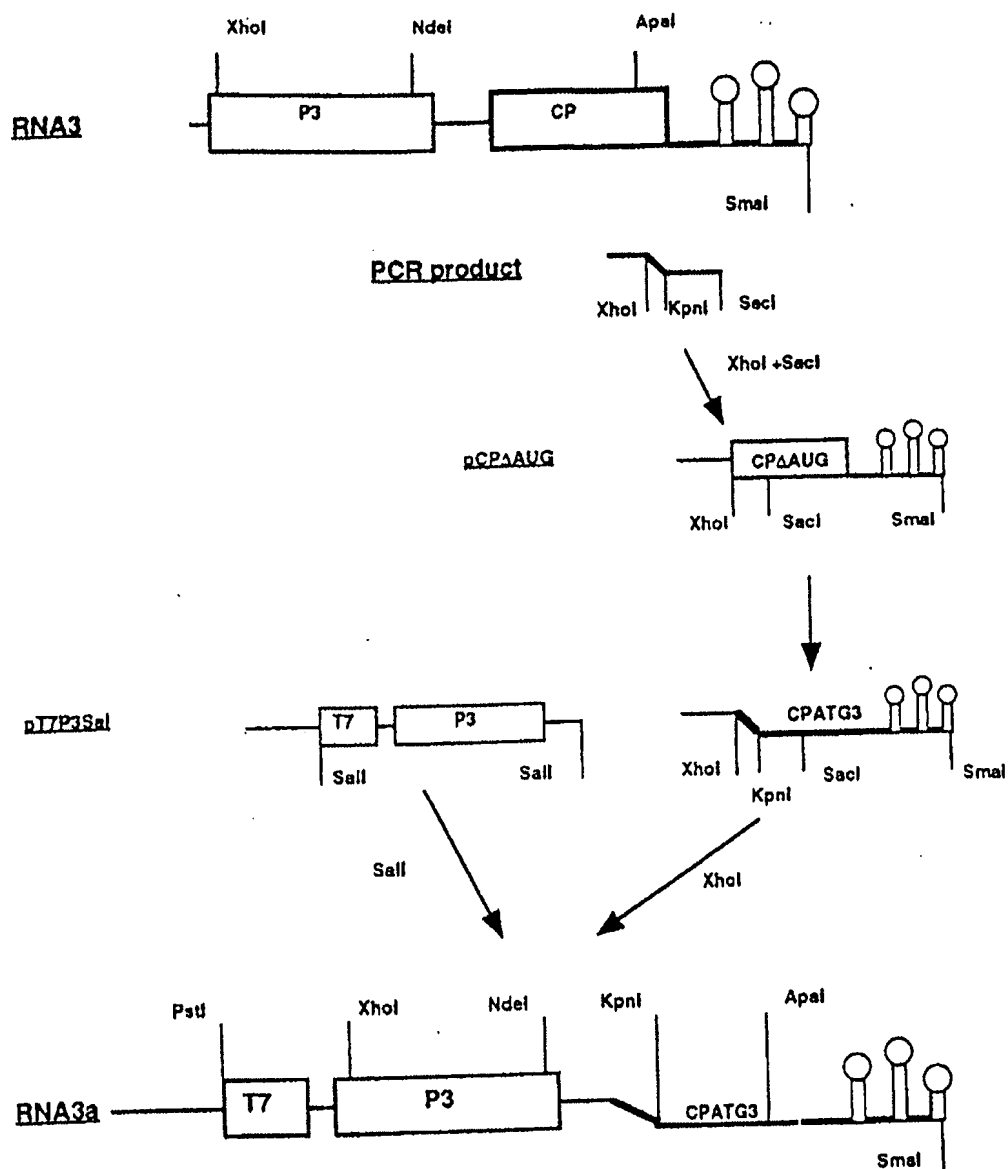 XhoI NdeI ApaI
P3 CP
RNA3
SmaI
PCR product
XhoI KpnI SacI
XhoI +SacI
pCPΔAUG CPΔAUG
XhoI SacI SmaI
pT7P3Sal T7 P3 CPATG3
SalI SalI XhoI SacI SmaI
KpnI
SalI XhoI
PstI XhoI NdeI KpnI ApaI
RNA3a T7 P3 CPATG3
SmaI